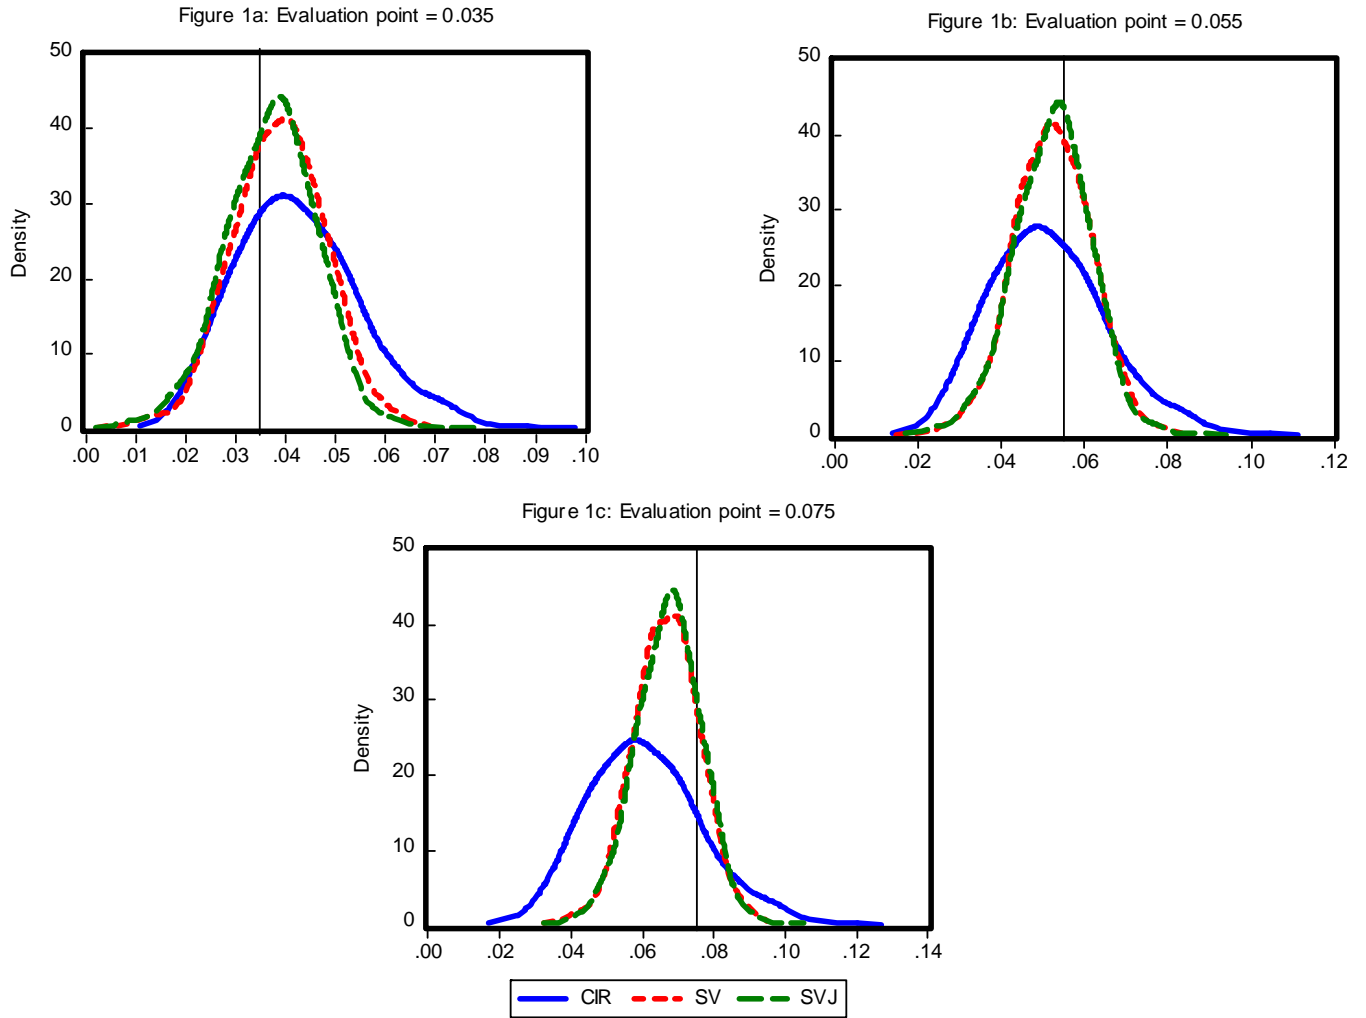 Figure 1a: Evaluation point = 0.035
50
40
30
20
10
0
Density
.00 .01 .02 .03 .04 .05 .06 .07 .08 .09 .10
Figure 1b: Evaluation point = 0.055
50
40
30
20
10
0
Density
.00 .02 .04 .06 .08 .10 .12
Figure 1c: Evaluation point = 0.075
50
40
30
20
10
0
Density
.00 .02 .04 .06 .08 .10 .12 .14
CIR SV SVJ